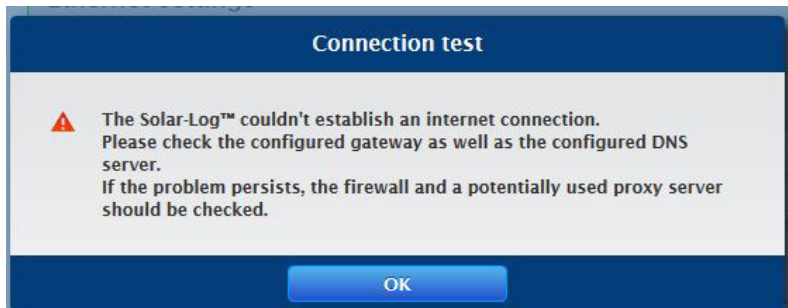 Connection test
The Solar-Log™ couldn't establish an internet connection.
Please check the configured gateway as well as the configured DNS
server.
If the problem persists, the firewall and a potentially used proxy server
should be checked.
OK